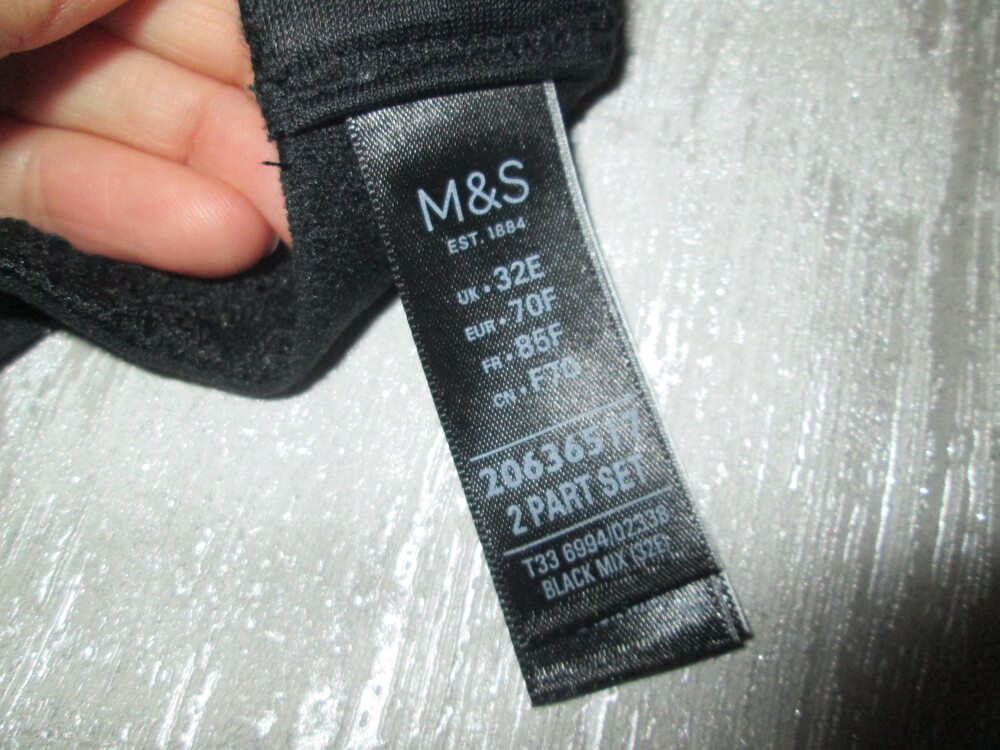 M&S
EST. 1884
UK • 32E
EUR • 70F
FR • 85F
CN • F70
20636517
2 PART SET
T33 6994/02338
BLACK MIX (32E)